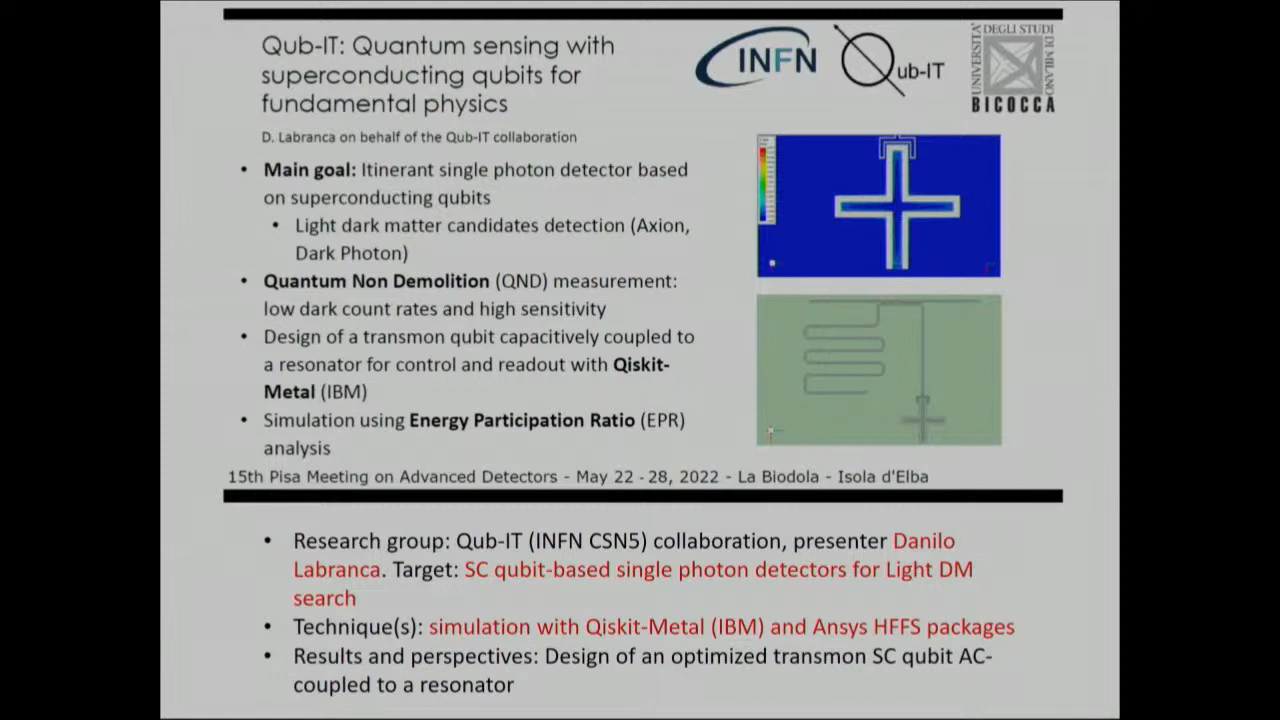 Qub-IT: Quantum sensing with
superconducting qubits for
fundamental physics
INFN
ub-IT
UNIVERSITÀ
DEGLI STUDI
DI MILANO
BICOCCA
D. Labranca on behalf of the Qub-IT collaboration
• Main goal: Itinerant single photon detector based
on superconducting qubits
• Light dark matter candidates detection (Axion,
Dark Photon)
• Quantum Non Demolition (QND) measurement:
low dark count rates and high sensitivity
• Design of a transmon qubit capacitively coupled to
a resonator for control and readout with Qiskit-
Metal (IBM)
• Simulation using Energy Participation Ratio (EPR)
analysis
15th Pisa Meeting on Advanced Detectors - May 22 - 28, 2022 - La Biodola - Isola d'Elba
• Research group: Qub-IT (INFN CSN5) collaboration, presenter Danilo
Labranca. Target: SC qubit-based single photon detectors for Light DM
search
• Technique(s): simulation with Qiskit-Metal (IBM) and Ansys HFFS packages
• Results and perspectives: Design of an optimized transmon SC qubit AC-
coupled to a resonator